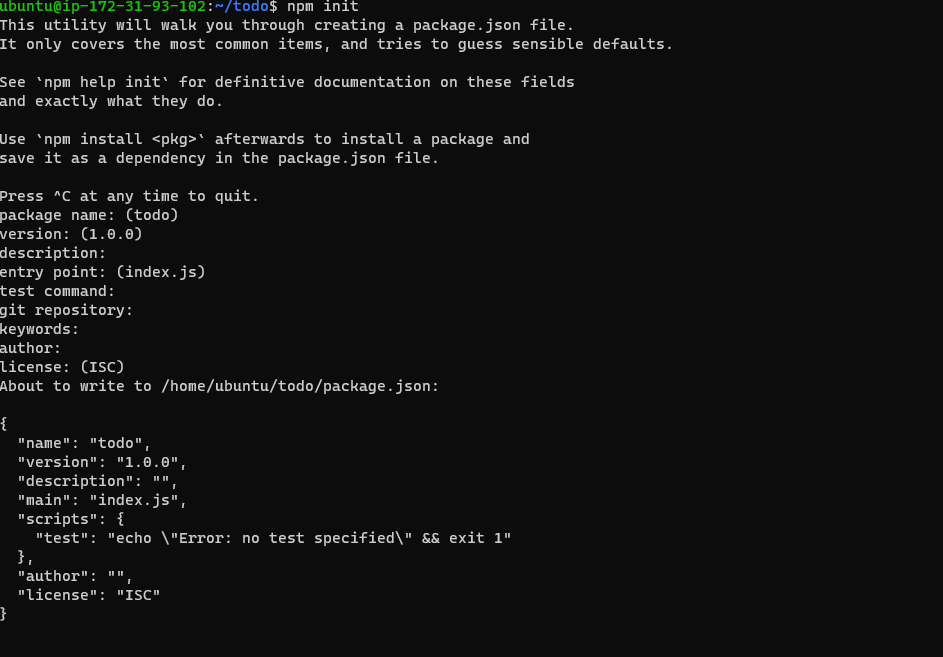 ubuntu@ip-172-31-93-102:~/todo$ npm init
This utility will walk you through creating a package.json file.
It only covers the most common items, and tries to guess sensible defaults.
See `npm help init` for definitive documentation on these fields
and exactly what they do.
Use `npm install <pkg>` afterwards to install a package and
save it as a dependency in the package.json file.
Press ^C at any time to quit.
package name: (todo)
version: (1.0.0)
description:
entry point: (index.js)
test command:
git repository:
keywords:
author:
license: (ISC)
About to write to /home/ubuntu/todo/package.json:
{
  "name": "todo",
  "version": "1.0.0",
  "description": "",
  "main": "index.js",
  "scripts": {
    "test": "echo \"Error: no test specified\" && exit 1"
  },
  "author": "",
  "license": "ISC"
}